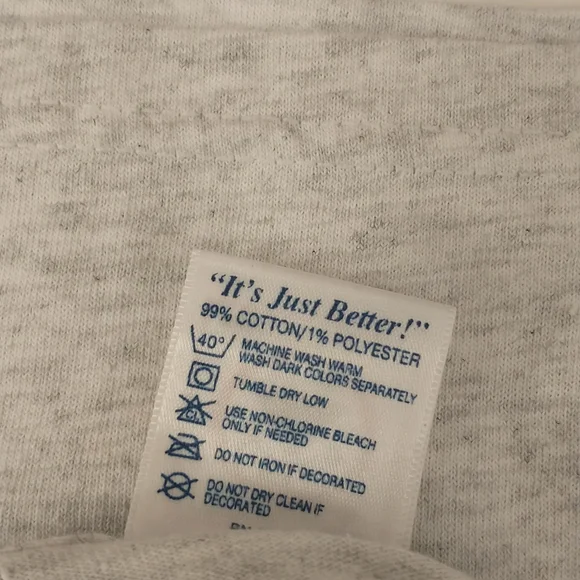 “It's Just Better!”
99% COTTON/1% POLYESTER
40°
MACHINE WASH WARM
WASH DARK COLORS SEPARATELY
TUMBLE DRY LOW
CL
USE NON-CHLORINE BLEACH
ONLY IF NEEDED
DO NOT IRON IF DECORATED
DO NOT DRY CLEAN IF
DECORATED